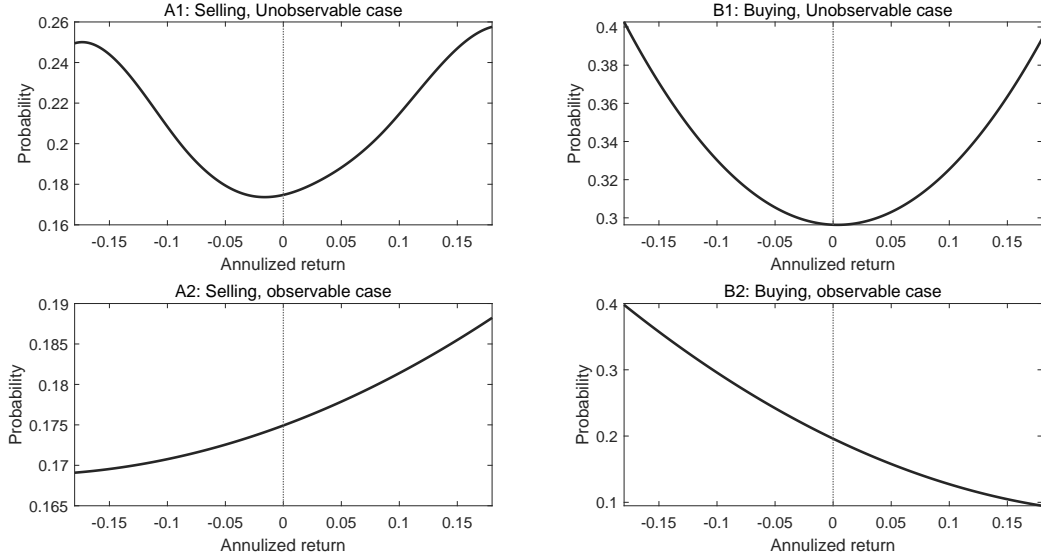 A1: Selling, Unobservable case
0.26
0.24
0.22
0.2
0.18
0.16
Probability
-0.15 -0.1 -0.05 0 0.05 0.1 0.15
Annulized return
B1: Buying, Unobservable case
0.4
0.38
0.36
0.34
0.32
0.3
Probability
-0.15 -0.1 -0.05 0 0.05 0.1 0.15
Annulized return
A2: Selling, observable case
0.19
0.185
0.18
0.175
0.17
0.165
Probability
-0.15 -0.1 -0.05 0 0.05 0.1 0.15
Annulized return
B2: Buying, observable case
0.4
0.3
0.2
0.1
Probability
-0.15 -0.1 -0.05 0 0.05 0.1 0.15
Annulized return